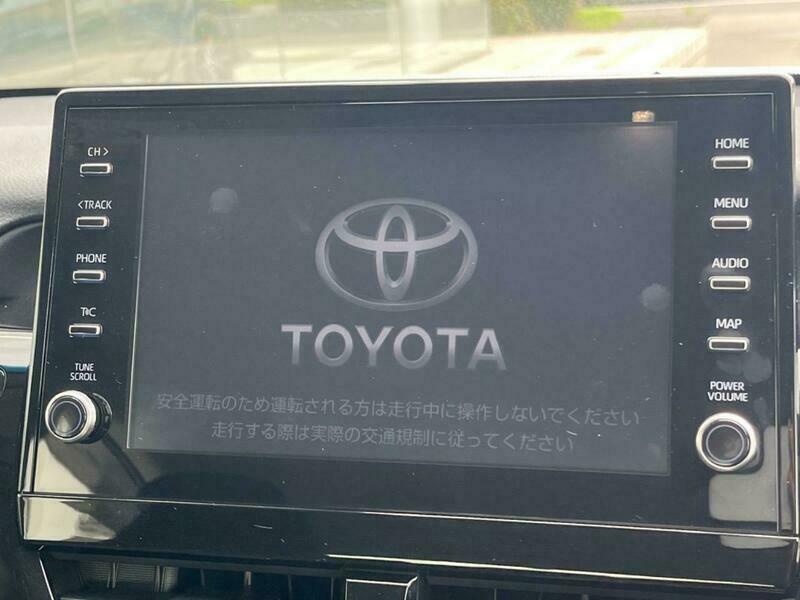 CH >
<TRACK
PHONE
T C
TUNE
SCROLL
TOYOTA
安全運転のため運転される方は走行中に操作しないでください
走行する際は実際の交通規制に従ってください
HOME
MENU
AUDIO
MAP
POWER
VOLUME